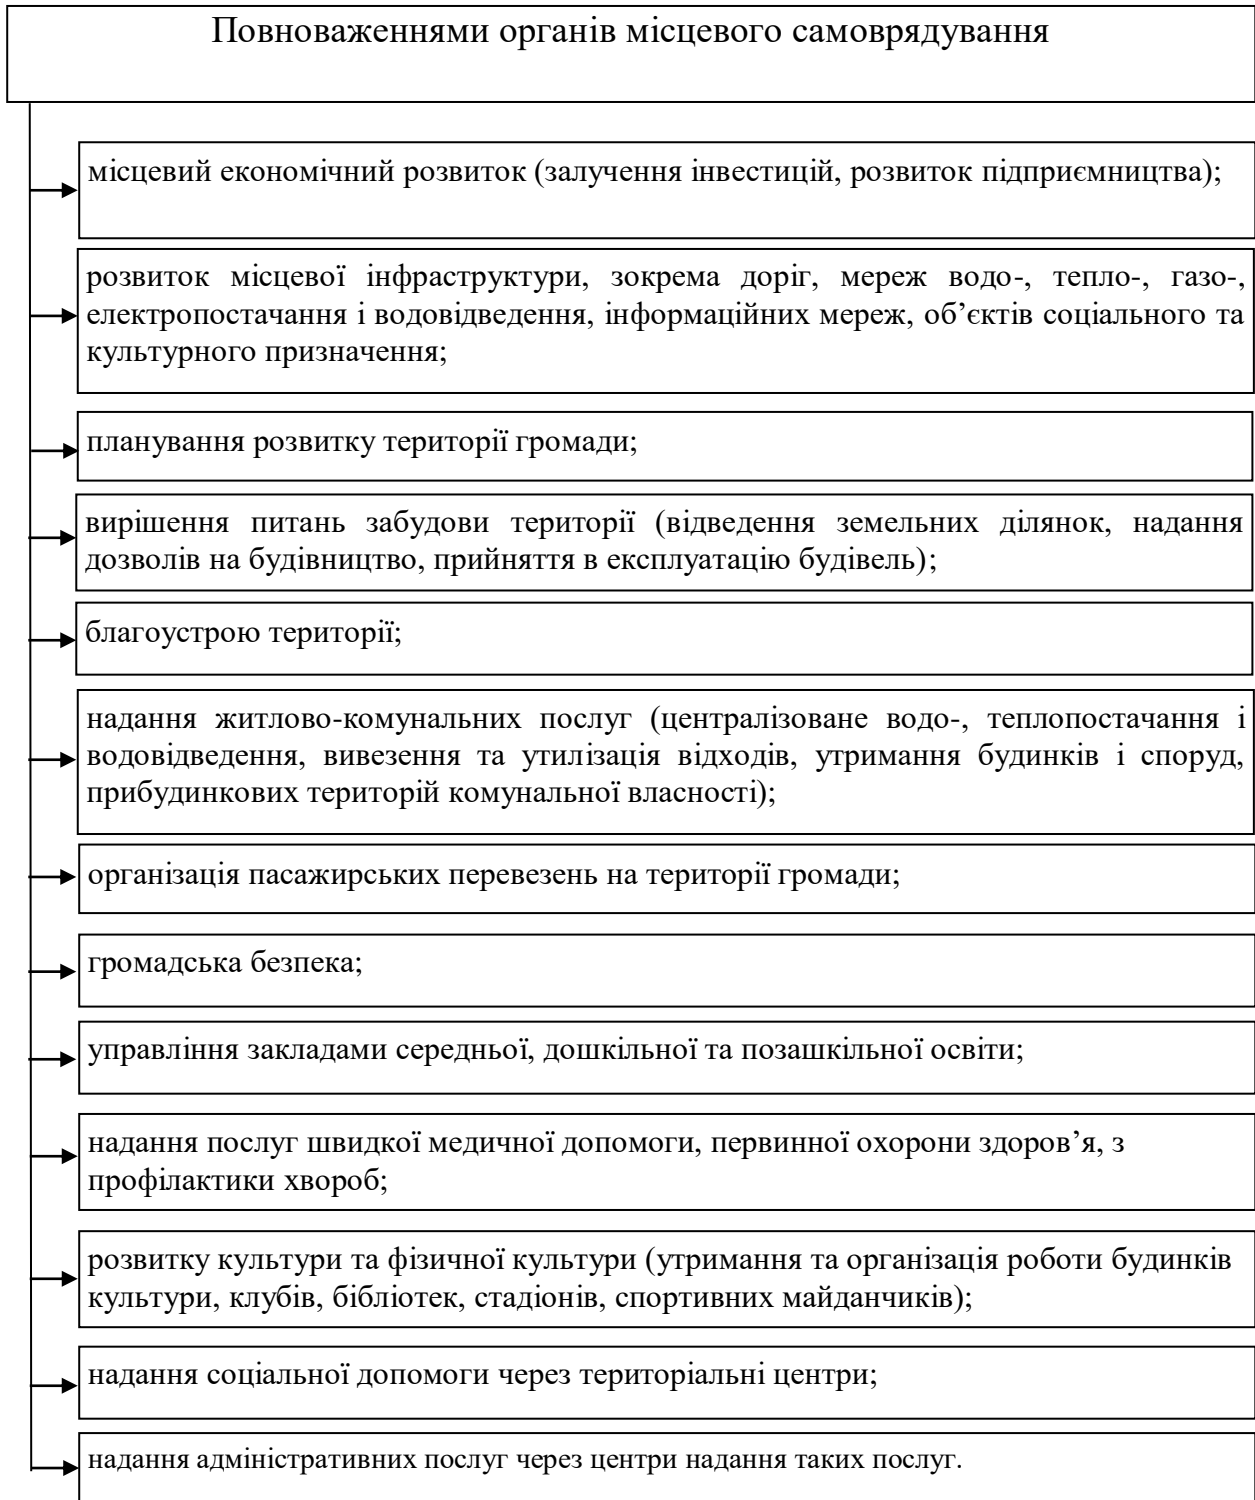 Повноваженнями органів місцевого самоврядування
місцевий економічний розвиток (залучення інвестицій, розвиток підприємництва);
розвиток місцевої інфраструктури, зокрема доріг, мереж водо-, тепло-, газо-,
електропостачання і водовідведення, інформаційних мереж, об’єктів соціального та
культурного призначення;
планування розвитку території громади;
вирішення питань забудови території (відведення земельних ділянок, надання
дозволів на будівництво, прийняття в експлуатацію будівель);
благоустрою території;
надання житлово-комунальних послуг (централізоване водо-, теплопостачання і
водовідведення, вивезення та утилізація відходів, утримання будинків і споруд,
прибудинкових територій комунальної власності);
організація пасажирських перевезень на території громади;
громадська безпека;
управління закладами середньої, дошкільної та позашкільної освіти;
надання послуг швидкої медичної допомоги, первинної охорони здоров’я, з
профілактики хвороб;
розвитку культури та фізичної культури (утримання та організація роботи будинків
культури, клубів, бібліотек, стадіонів, спортивних майданчиків);
надання соціальної допомоги через територіальні центри;
надання адміністративних послуг через центри надання таких послуг.